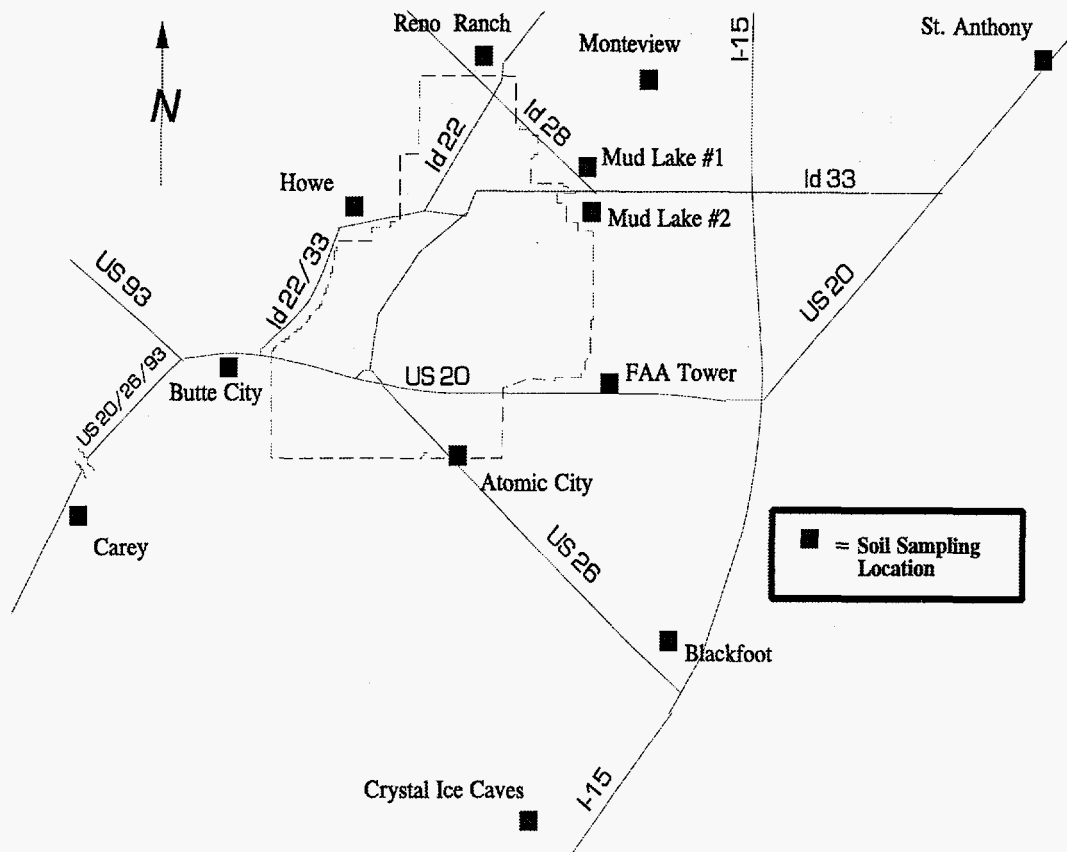 Reno Ranch
Monteview
I-15
St. Anthony
N
Id 22
Id 28
Mud Lake #1
Id 33
Howe
Mud Lake #2
US 93
Id 22/33
US 20
US 20/26/93
Butte City
US 20
FAA Tower
Atomic City
Carey
US 26
= Soil Sampling
Location
Blackfoot
Crystal Ice Caves
I-15